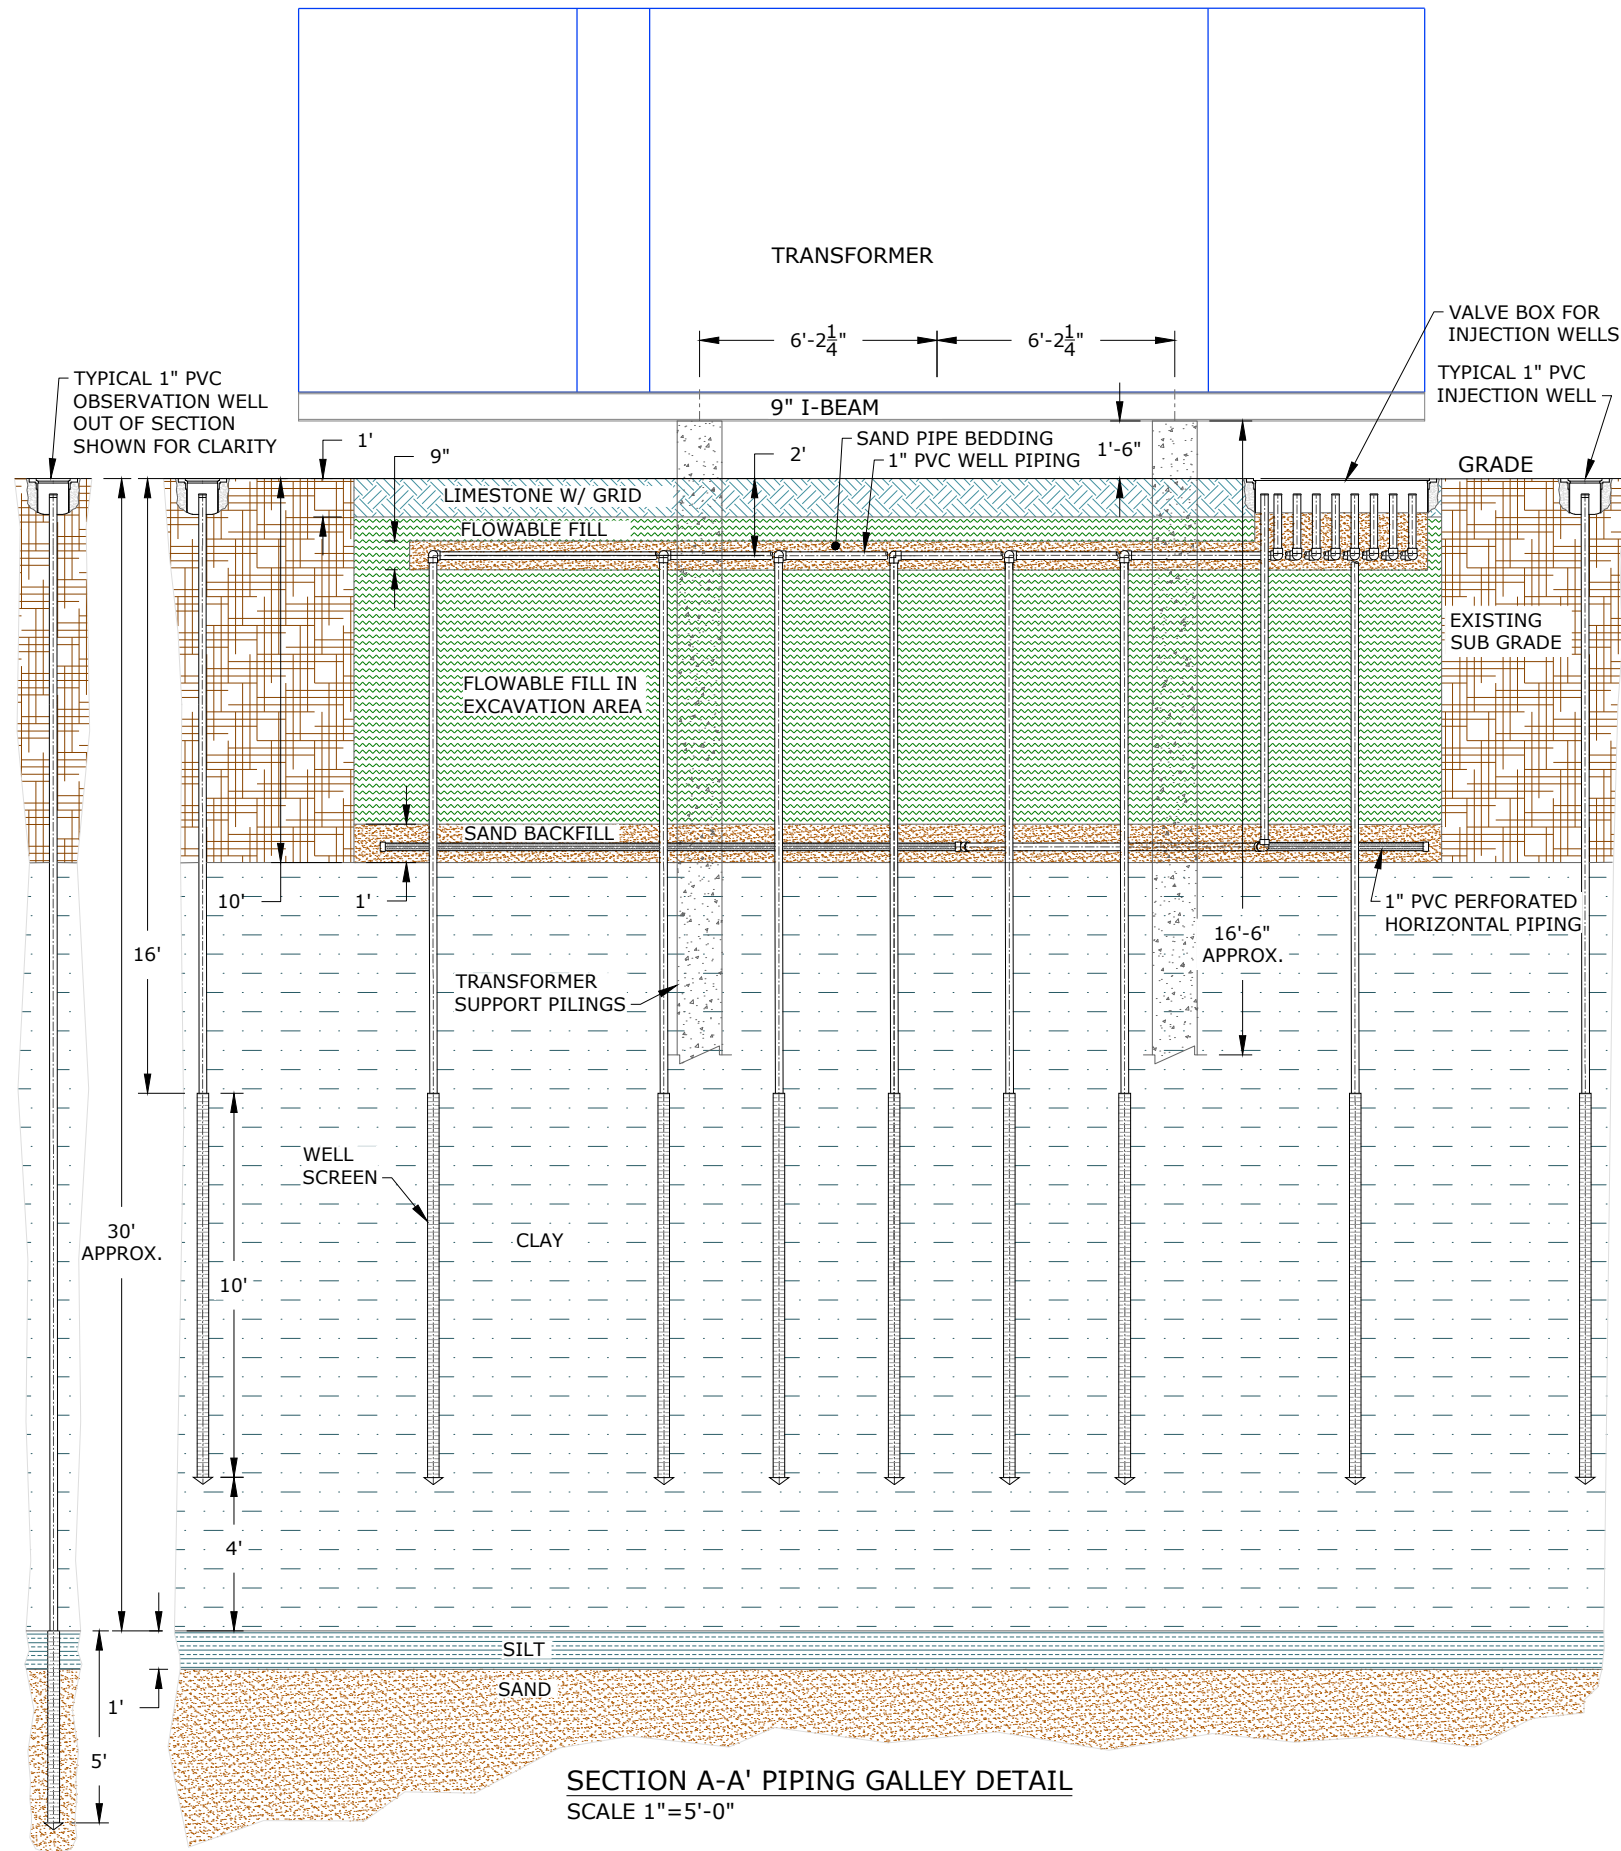 TRANSFORMER
6'-2 1/4"
6'-2 1/4"
VALVE BOX FOR
INJECTION WELLS
TYPICAL 1" PVC
INJECTION WELL
TYPICAL 1" PVC
OBSERVATION WELL
OUT OF SECTION
SHOWN FOR CLARITY
9" I-BEAM
1'
9"
2'
SAND PIPE BEDDING
1" PVC WELL PIPING
1'-6"
GRADE
LIMESTONE W/ GRID
FLOWABLE FILL
EXISTING
SUB GRADE
FLOWABLE FILL IN
EXCAVATION AREA
SAND BACKFILL
10'
1'
1" PVC PERFORATED
HORIZONTAL PIPING
16'
16'-6"
APPROX.
TRANSFORMER
SUPPORT PILINGS
WELL
SCREEN
30'
APPROX.
CLAY
10'
4'
SILT
SAND
1'
5'
SECTION A-A' PIPING GALLEY DETAIL
SCALE 1"=5'-0"